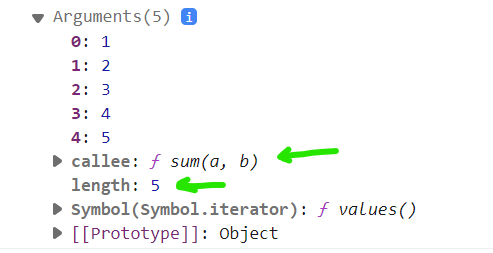 Arguments(5) i
0: 1
1: 2
2: 3
3: 4
4: 5
callee: ƒ sum(a, b)
length: 5
Symbol(Symbol.iterator): ƒ values()
[[Prototype]]: Object